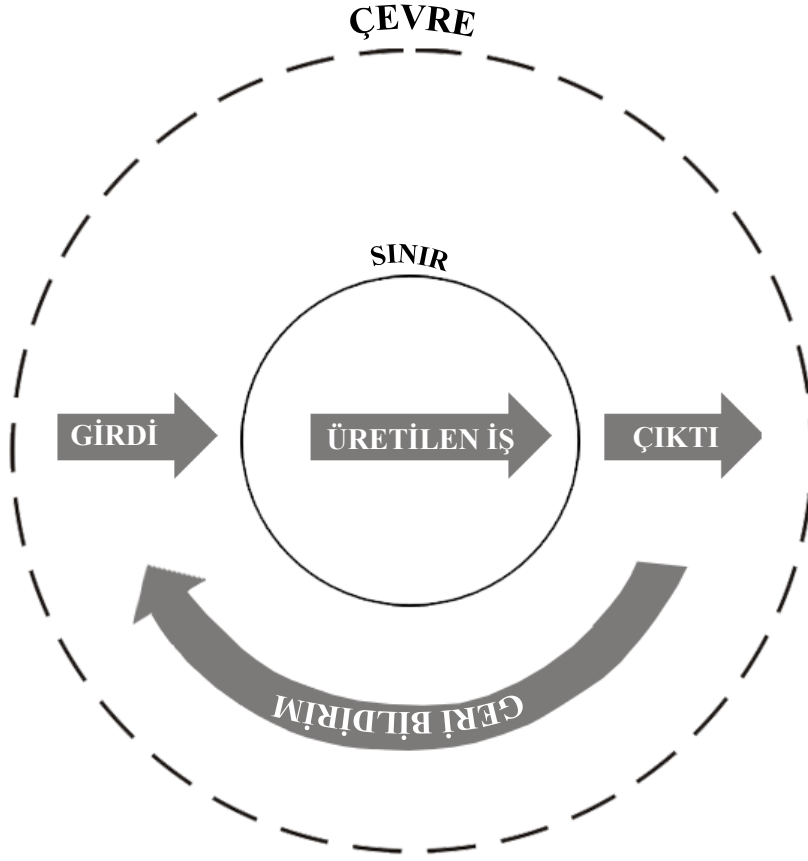 ÇEVRE
SINIR
GİRDİ
ÜRETİLEN İŞ
ÇIKTI
GERİ BİLDİRİM